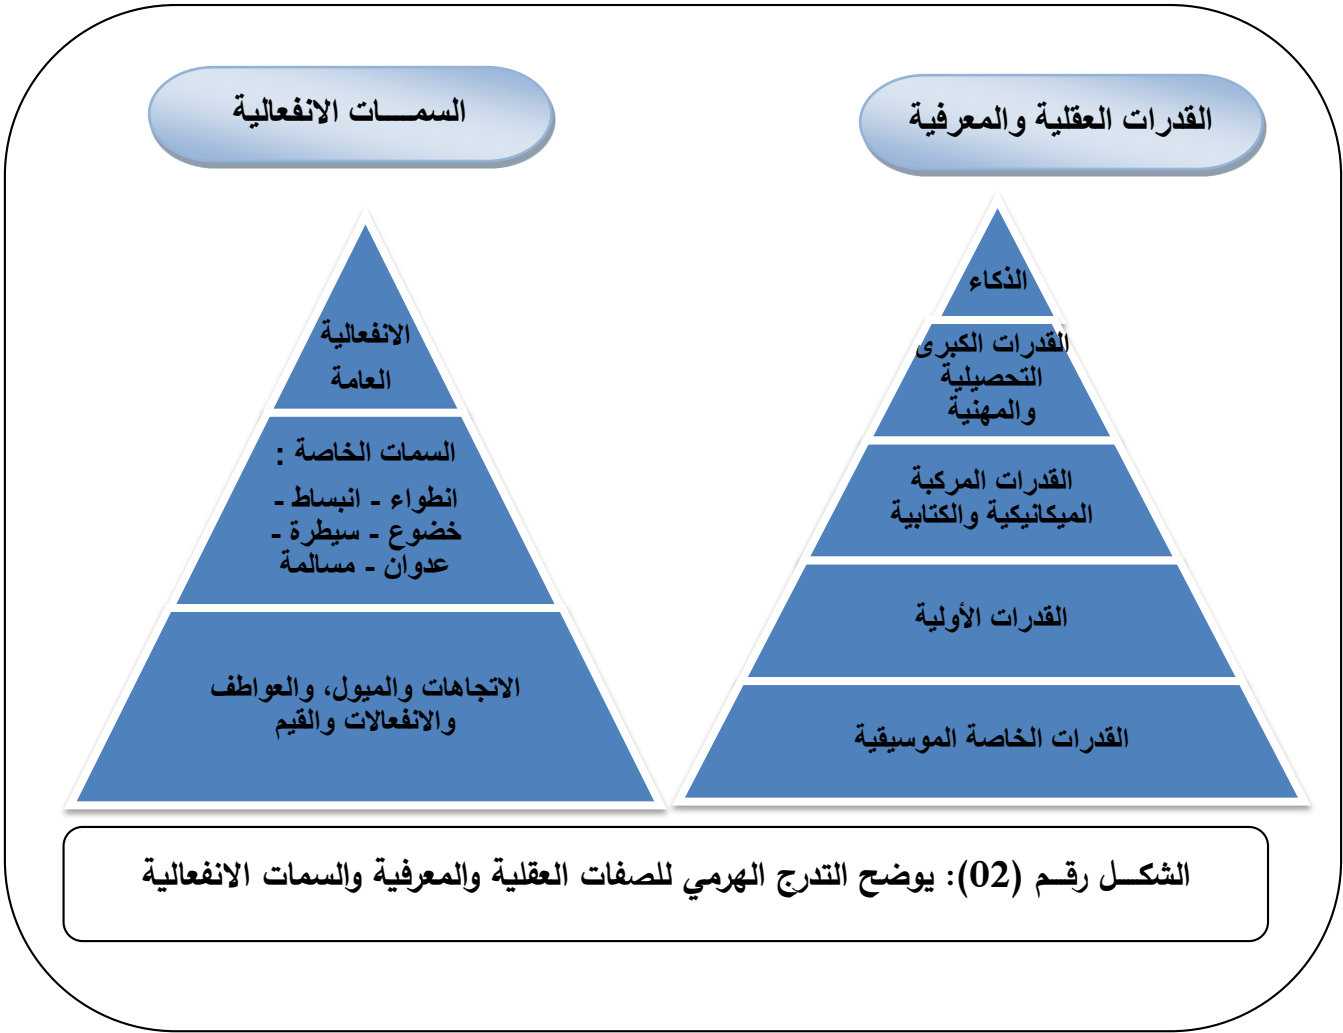 القدرات العقلية والمعرفية
الذكاء
القدرات الكبرى
التحصيلية
والمهنية
القدرات المركبة
الميكانيكية والكتابية
القدرات الأولية
القدرات الخاصة الموسيقية
السمـــات الانفعالية
الانفعالية
العامة
السمات الخاصة :
انطواء - انبساط -
خضوع - سيطرة -
عدوان - مسالمة
الاتجاهات والميول، والعواطف
والانفعالات والقيم
الشكـــل رقـــم (02): يوضح التدرج الهرمي للصفات العقلية والمعرفية والسمات الانفعالية